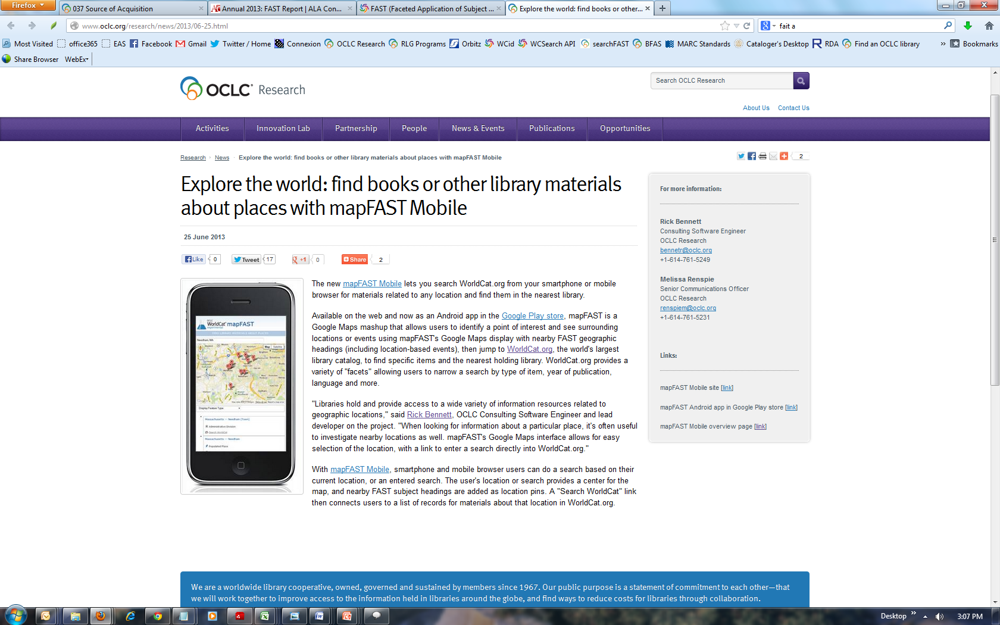 Firefox
037 Source of Acquisition
Annual 2013: FAST Report | ALA Con...
FAST (Faceted Application of Subject ...
Explore the world: find books or other...
www.oclc.org/research/news/2013/06-25.html
fait a
Most Visited
office365
EAS
Facebook
Gmail
Twitter / Home
Connexion
OCLC Research
RLG Programs
Orbitz
WCid
WCSearch API
searchFAST
BFAS
MARC Standards
Cataloger's Desktop
RDA
Find an OCLC library
»
Bookmarks
Share Browser
WebEx
OCLC Research
Search OCLC Research
About Us
Contact Us
Activities
Innovation Lab
Partnership
People
News & Events
Publications
Opportunities
Research › News · Explore the world: find books or other library materials about places with mapFAST Mobile
2
Explore the world: find books or other library materials
about places with mapFAST Mobile
25 June 2013
Like 0
Tweet 17
+1 0
Share 2
WorldCat mapFAST
experimental
Needham, MA
Map
Satellite
Display Feature Type
Massachusetts -- Needham (Town)
Administrative Division
Search WorldCat
Massachusetts -- Needham
Populated Place
The new mapFAST Mobile lets you search WorldCat.org from your smartphone or mobile
browser for materials related to any location and find them in the nearest library.
Available on the web and now as an Android app in the Google Play store, mapFAST is a
Google Maps mashup that allows users to identify a point of interest and see surrounding
locations or events using mapFAST's Google Maps display with nearby FAST geographic
headings (including location-based events), then jump to WorldCat.org, the world's largest
library catalog, to find specific items and the nearest holding library. WorldCat.org provides a
variety of "facets" allowing users to narrow a search by type of item, year of publication,
language and more.
"Libraries hold and provide access to a wide variety of information resources related to
geographic locations," said Rick Bennett, OCLC Consulting Software Engineer and lead
developer on the project. "When looking for information about a particular place, it's often useful
to investigate nearby locations as well. mapFAST's Google Maps interface allows for easy
selection of the location, with a link to enter a search directly into WorldCat.org."
With mapFAST Mobile, smartphone and mobile browser users can do a search based on their
current location, or an entered search. The user's location or search provides a center for the
map, and nearby FAST subject headings are added as location pins. A "Search WorldCat" link
then connects users to a list of records for materials about that location in WorldCat.org.
For more information:
Rick Bennett
Consulting Software Engineer
OCLC Research
bennetr@oclc.org
+1-614-761-5249
Melissa Renspie
Senior Communications Officer
OCLC Research
renspiem@oclc.org
+1-614-761-5231
Links:
mapFAST Mobile site [link]
mapFAST Android app in Google Play store [link]
mapFAST Mobile overview page [link]
We are a worldwide library cooperative, owned, governed and sustained by members since 1967. Our public purpose is a statement of commitment to each other—that
we will work together to improve access to the information held in libraries around the globe, and find ways to reduce costs for libraries through collaboration.
Desktop
»
3:07 PM